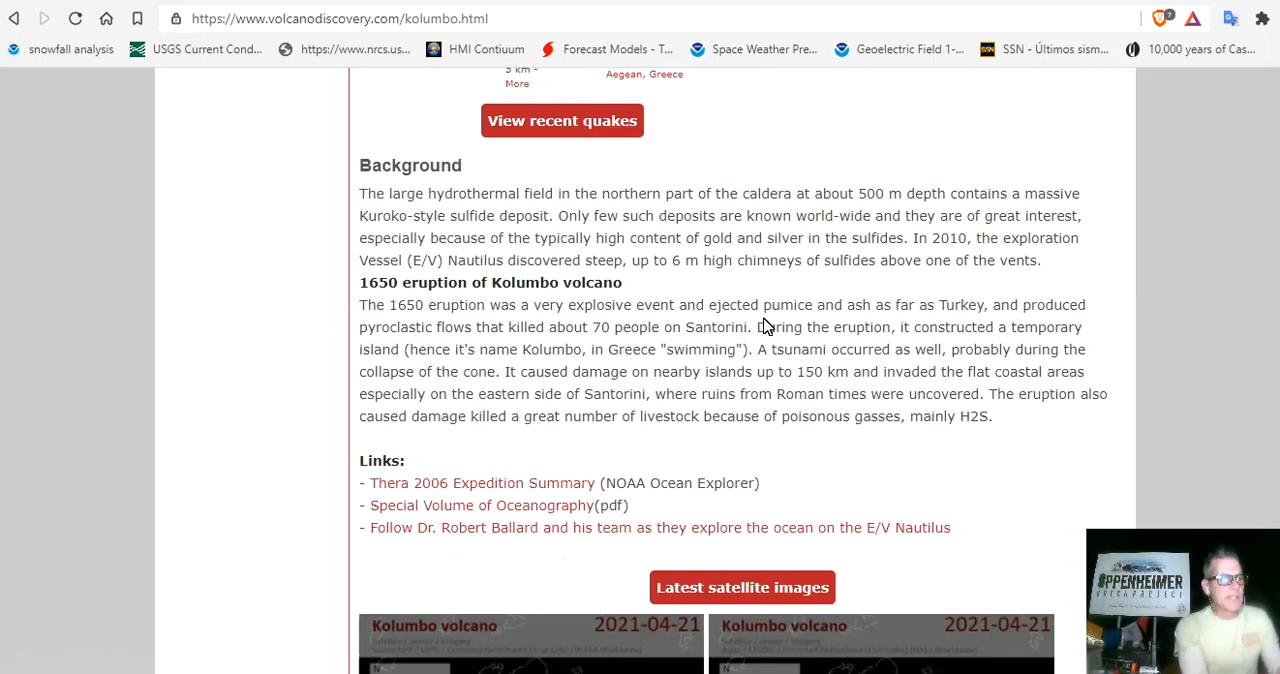 https://www.volcanodiscovery.com/kolumbo.html
7
snowfall analysis
USGS Current Cond...
https://www.nrcs.us...
HMI Contiuum
Forecast Models - T...
Space Weather Pre...
Geoelectric Field 1-...
SSN - Últimos sism...
10,000 years of Cas...
5 km -
More
Aegean, Greece
View recent quakes
Background
The large hydrothermal field in the northern part of the caldera at about 500 m depth contains a massive
Kuroko-style sulfide deposit. Only few such deposits are known world-wide and they are of great interest,
especially because of the typically high content of gold and silver in the sulfides. In 2010, the exploration
Vessel (E/V) Nautilus discovered steep, up to 6 m high chimneys of sulfides above one of the vents.
1650 eruption of Kolumbo volcano
The 1650 eruption was a very explosive event and ejected pumice and ash as far as Turkey, and produced
pyroclastic flows that killed about 70 people on Santorini. During the eruption, it constructed a temporary
island (hence it's name Kolumbo, in Greece "swimming"). A tsunami occurred as well, probably during the
collapse of the cone. It caused damage on nearby islands up to 150 km and invaded the flat coastal areas
especially on the eastern side of Santorini, where ruins from Roman times were uncovered. The eruption also
caused damage killed a great number of livestock because of poisonous gasses, mainly H2S.
Links:
- Thera 2006 Expedition Summary (NOAA Ocean Explorer)
- Special Volume of Oceanography(pdf)
- Follow Dr. Robert Ballard and his team as they explore the ocean on the E/V Nautilus
Latest satellite images
Kolumbo volcano 2021-04-21
Kolumbo volcano 2021-04-21
PPENHEIMER